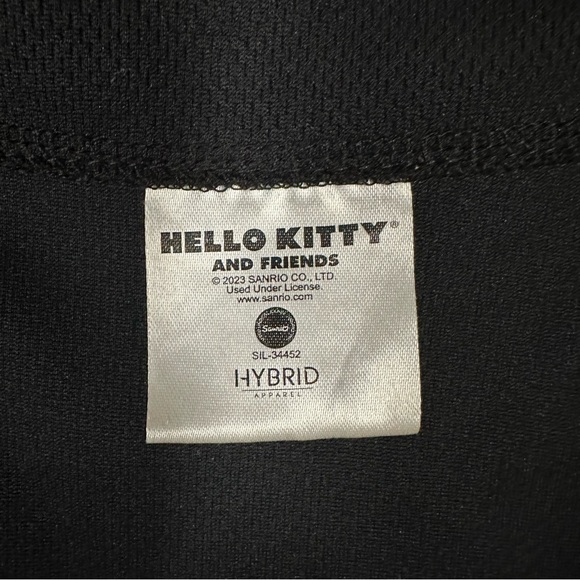 HELLO KITTY®
AND FRIENDS
© 2023 SANRIO CO., LTD.
Used Under License.
www.sanrio.com
Sanrio
SIL-34452
HYBRID
APPAREL